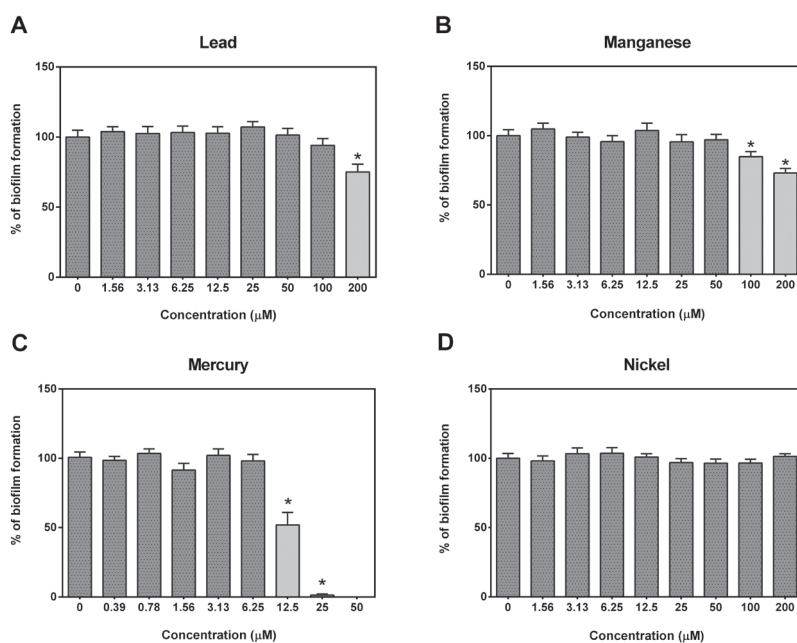 A
Lead
% of biofilm formation
150
100
50
0
*
0 1.56 3.13 6.25 12.5 25 50 100 200
Concentration (µM)
B
Manganese
% of biofilm formation
150
100
50
0
* *
0 1.56 3.13 6.25 12.5 25 50 100 200
Concentration (µM)
C
Mercury
% of biofilm formation
150
100
50
0
* *
0 0.39 0.78 1.56 3.13 6.25 12.5 25 50
Concentration (µM)
D
Nickel
% of biofilm formation
150
100
50
0
0 1.56 3.13 6.25 12.5 25 50 100 200
Concentration (µM)